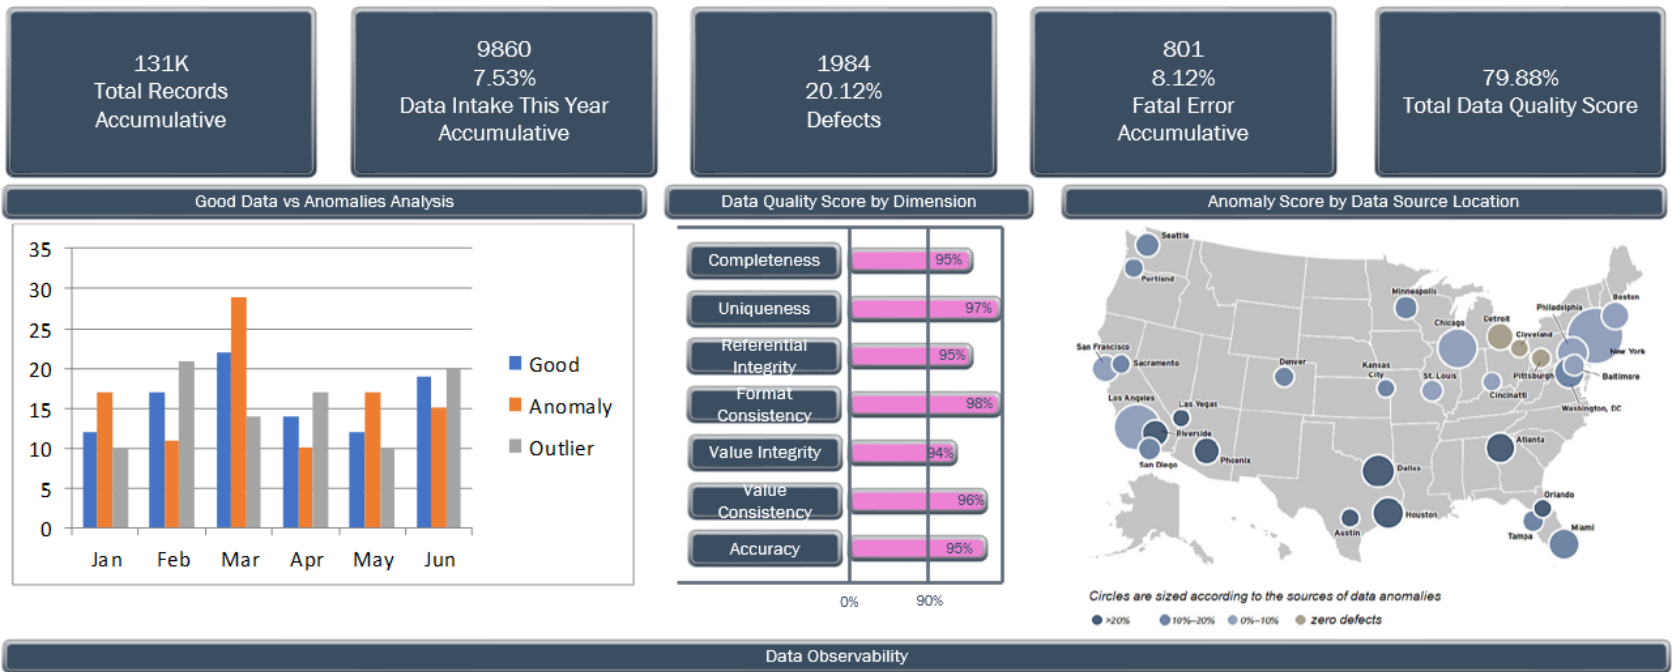 131K
Total Records
Accumulative
9860
7.53%
Data Intake This Year
Accumulative
1984
20.12%
Defects
801
8.12%
Fatal Error
Accumulative
79.88%
Total Data Quality Score
Good Data vs Anomalies Analysis
35
30
25
20
15
10
5
0
Jan
Feb
Mar
Apr
May
Jun
Good
Anomaly
Outlier
Data Quality Score by Dimension
Completeness
95%
Uniqueness
97%
Referential
Integrity
95%
Format
Consistency
98%
Value Integrity
94%
Value
Consistency
96%
Accuracy
95%
0%
90%
Anomaly Score by Data Source Location
Seattle
Portland
Minneapolis
Boston
Philadelphia
Chicago
Detroit
Cleveland
San Francisco
Sacramento
New York
Denver
Kansas
City
St. Louis
Pittsburgh
Baltimore
Cincinatti
Los Angeles
Las Vegas
Washington, DC
Riverside
Atlanta
San Diego
Phoenix
Dallas
Orlando
Houston
Austin
Miami
Tampa
Circles are sized according to the sources of data anomalies
>20%
10%–20%
0%–10%
zero defects
Data Observability